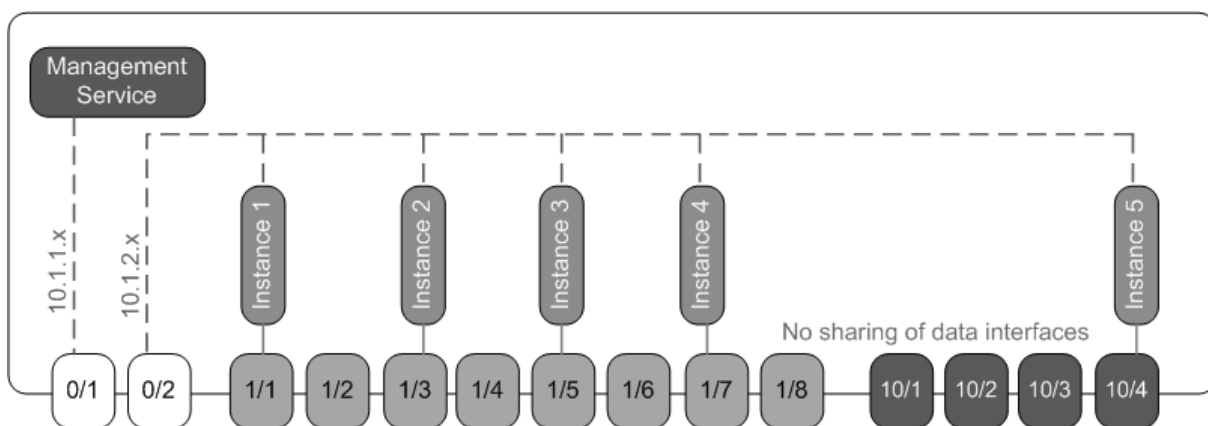 Management
Service
10.1.1.x
10.1.2.x
Instance 1
Instance 2
Instance 3
Instance 4
Instance 5
No sharing of data interfaces
0/1
0/2
1/1
1/2
1/3
1/4
1/5
1/6
1/7
1/8
10/1
10/2
10/3
10/4